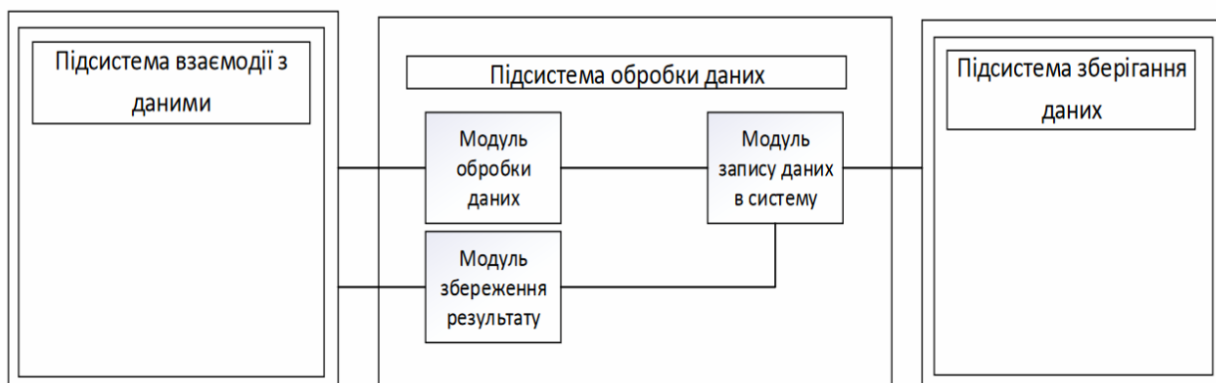 Підсистема взаємодії з
даними
Підсистема обробки даних
Модуль
обробки
даних
Модуль
запису даних
в систему
Модуль
збереження
результату
Підсистема зберігання
даних